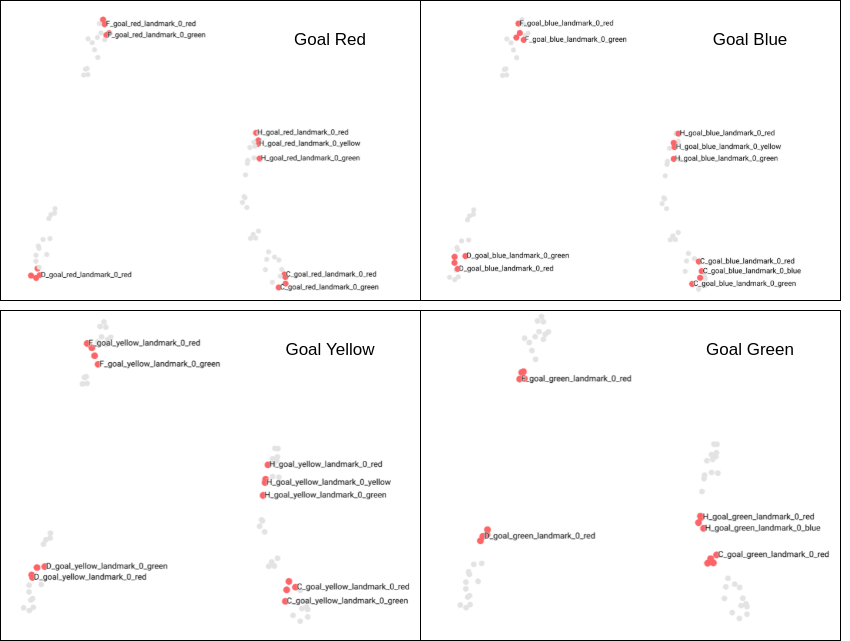 Goal Red
F_goal_red_landmark_0_red
F_goal_red_landmark_0_green
H_goal_red_landmark_0_red
H_goal_red_landmark_0_yellow
H_goal_red_landmark_0_green
D_goal_red_landmark_0_red
C_goal_red_landmark_0_red
C_goal_red_landmark_0_green
Goal Blue
F_goal_blue_landmark_0_red
F_goal_blue_landmark_0_green
H_goal_blue_landmark_0_red
H_goal_blue_landmark_0_yellow
H_goal_blue_landmark_0_green
D_goal_blue_landmark_0_green
D_goal_blue_landmark_0_red
C_goal_blue_landmark_0_red
C_goal_blue_landmark_0_blue
C_goal_blue_landmark_0_green
Goal Yellow
F_goal_yellow_landmark_0_red
F_goal_yellow_landmark_0_green
H_goal_yellow_landmark_0_red
H_goal_yellow_landmark_0_yellow
H_goal_yellow_landmark_0_green
D_goal_yellow_landmark_0_green
D_goal_yellow_landmark_0_red
C_goal_yellow_landmark_0_red
C_goal_yellow_landmark_0_green
Goal Green
F_goal_green_landmark_0_red
H_goal_green_landmark_0_red
H_goal_green_landmark_0_blue
D_goal_green_landmark_0_red
C_goal_green_landmark_0_red